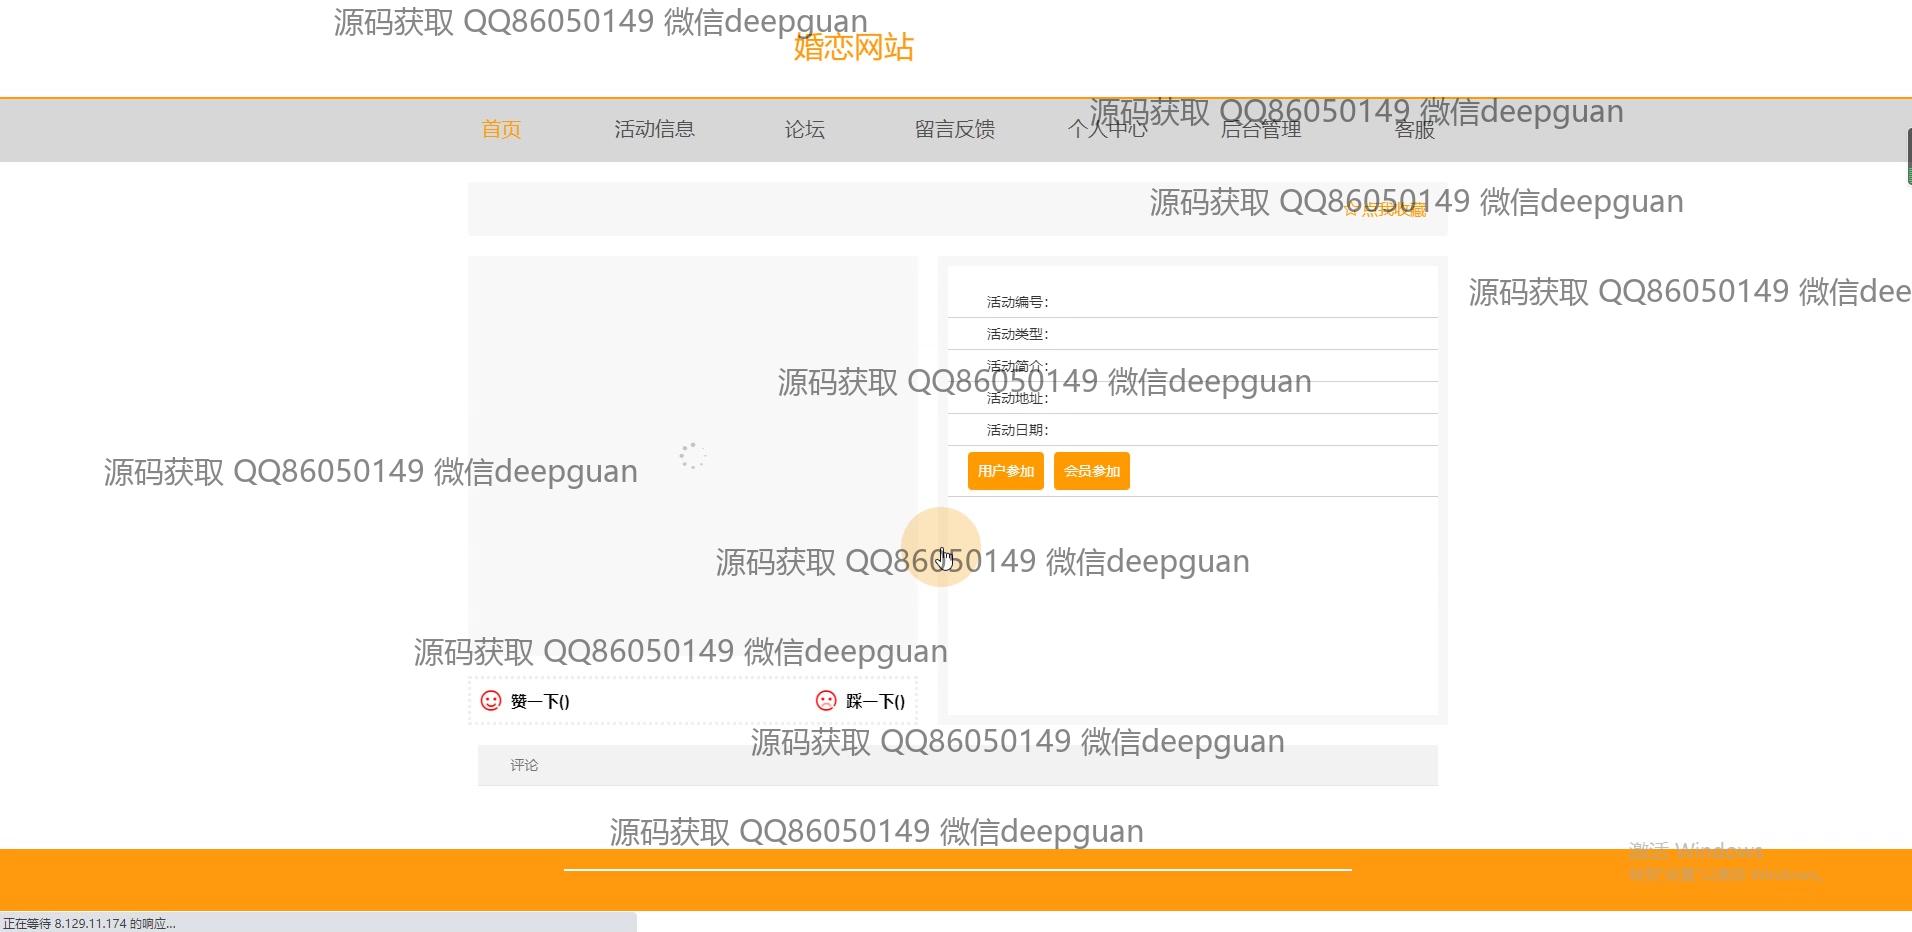 源码获取 QQ86050149 微信deepguan
婚恋网站
源码获取 QQ86050149 微信deepguan
首页 活动信息 论坛 留言反馈 个人中心 后台管理 客服
源码获取 QQ86050149 微信deepguan
☆点我收藏
源码获取 QQ86050149 微信dee
活动编号：
活动类型：
活动简介：
源码获取 QQ86050149 微信deepguan
活动地址：
活动日期：
用户参加 会员参加
源码获取 QQ86050149 微信deepguan
源码获取 QQ86050149 微信deepguan
源码获取 QQ86050149 微信deepguan
赞一下() 踩一下()
源码获取 QQ86050149 微信deepguan
评论
源码获取 QQ86050149 微信deepguan
激活 Windows
转到"设置"以激活 Windows。
正在等待 8.129.11.174 的响应...